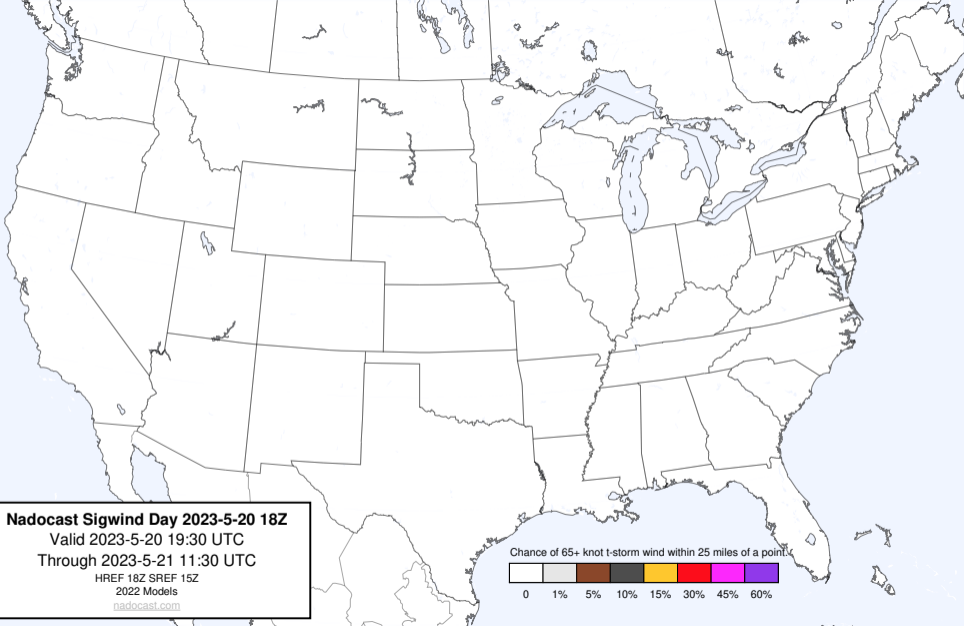 Nadocast Sigwind Day 2023-5-20 18Z
Valid 2023-5-20 19:30 UTC
Through 2023-5-21 11:30 UTC
HREF 18Z SREF 15Z
2022 Models
nadocast.com
Chance of 65+ knot t-storm wind within 25 miles of a point.
0 1% 5% 10% 15% 30% 45% 60%